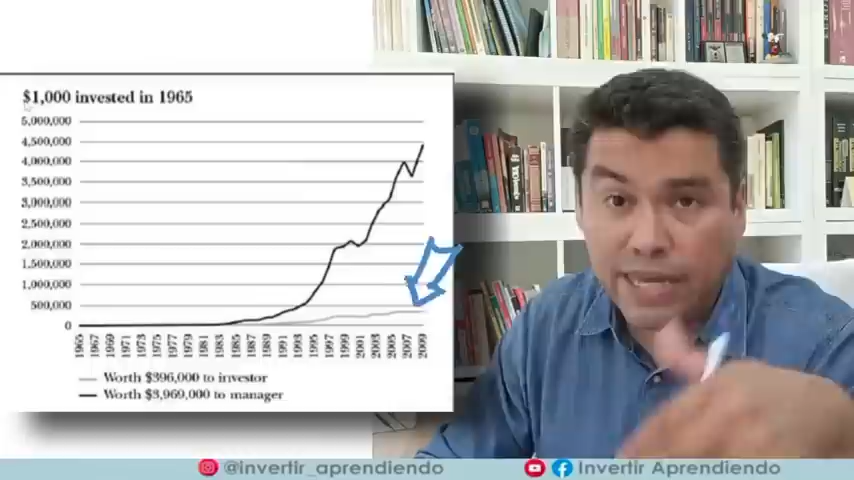 $1,000 invested in 1965
5,000,000
4,500,000
4,000,000
3,500,000
3,000,000
2,500,000
2,000,000
1,500,000
1,000,000
500,000
0
1965 1967 1969 1971 1973 1975 1977 1979 1981 1983 1985 1987 1989 1991 1993 1995 1997 1999 2001 2003 2005 2007 2009
Worth $396,000 to investor
Worth $3,969,000 to manager
@invertir_aprendiendo
Invertir Aprendiendo